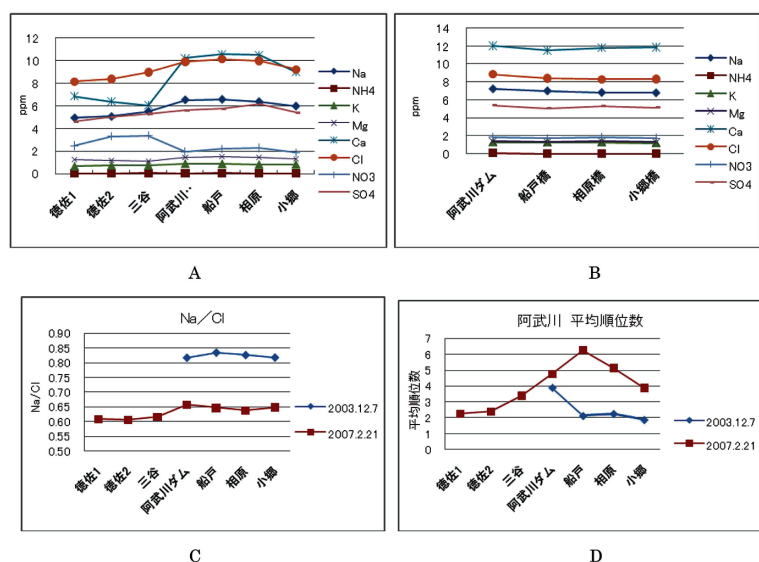 12
10
8
6
4
2
0
ppm
徳佐1
徳佐2
三谷
阿武川‥
船戸
相原
小郷
Na
NH4
K
Mg
Ca
Cl
NO3
SO4
A
14
12
10
8
6
4
2
0
ppm
阿武川ダム
船戸橋
相原橋
小郷橋
Na
NH4
K
Mg
Ca
Cl
NO3
SO4
B
Na／Cl
0.90
0.85
0.80
0.75
0.70
0.65
0.60
0.55
0.50
Na/Cl
徳佐1
徳佐2
三谷
阿武川ダム
船戸
相原
小郷
2003.12.7
2007.2.21
C
阿武川 平均順位数
7
6
5
4
3
2
1
0
平均順位数
徳佐1
徳佐2
三谷
阿武川ダム
船戸
相原
小郷
2003.12.7
2007.2.21
D